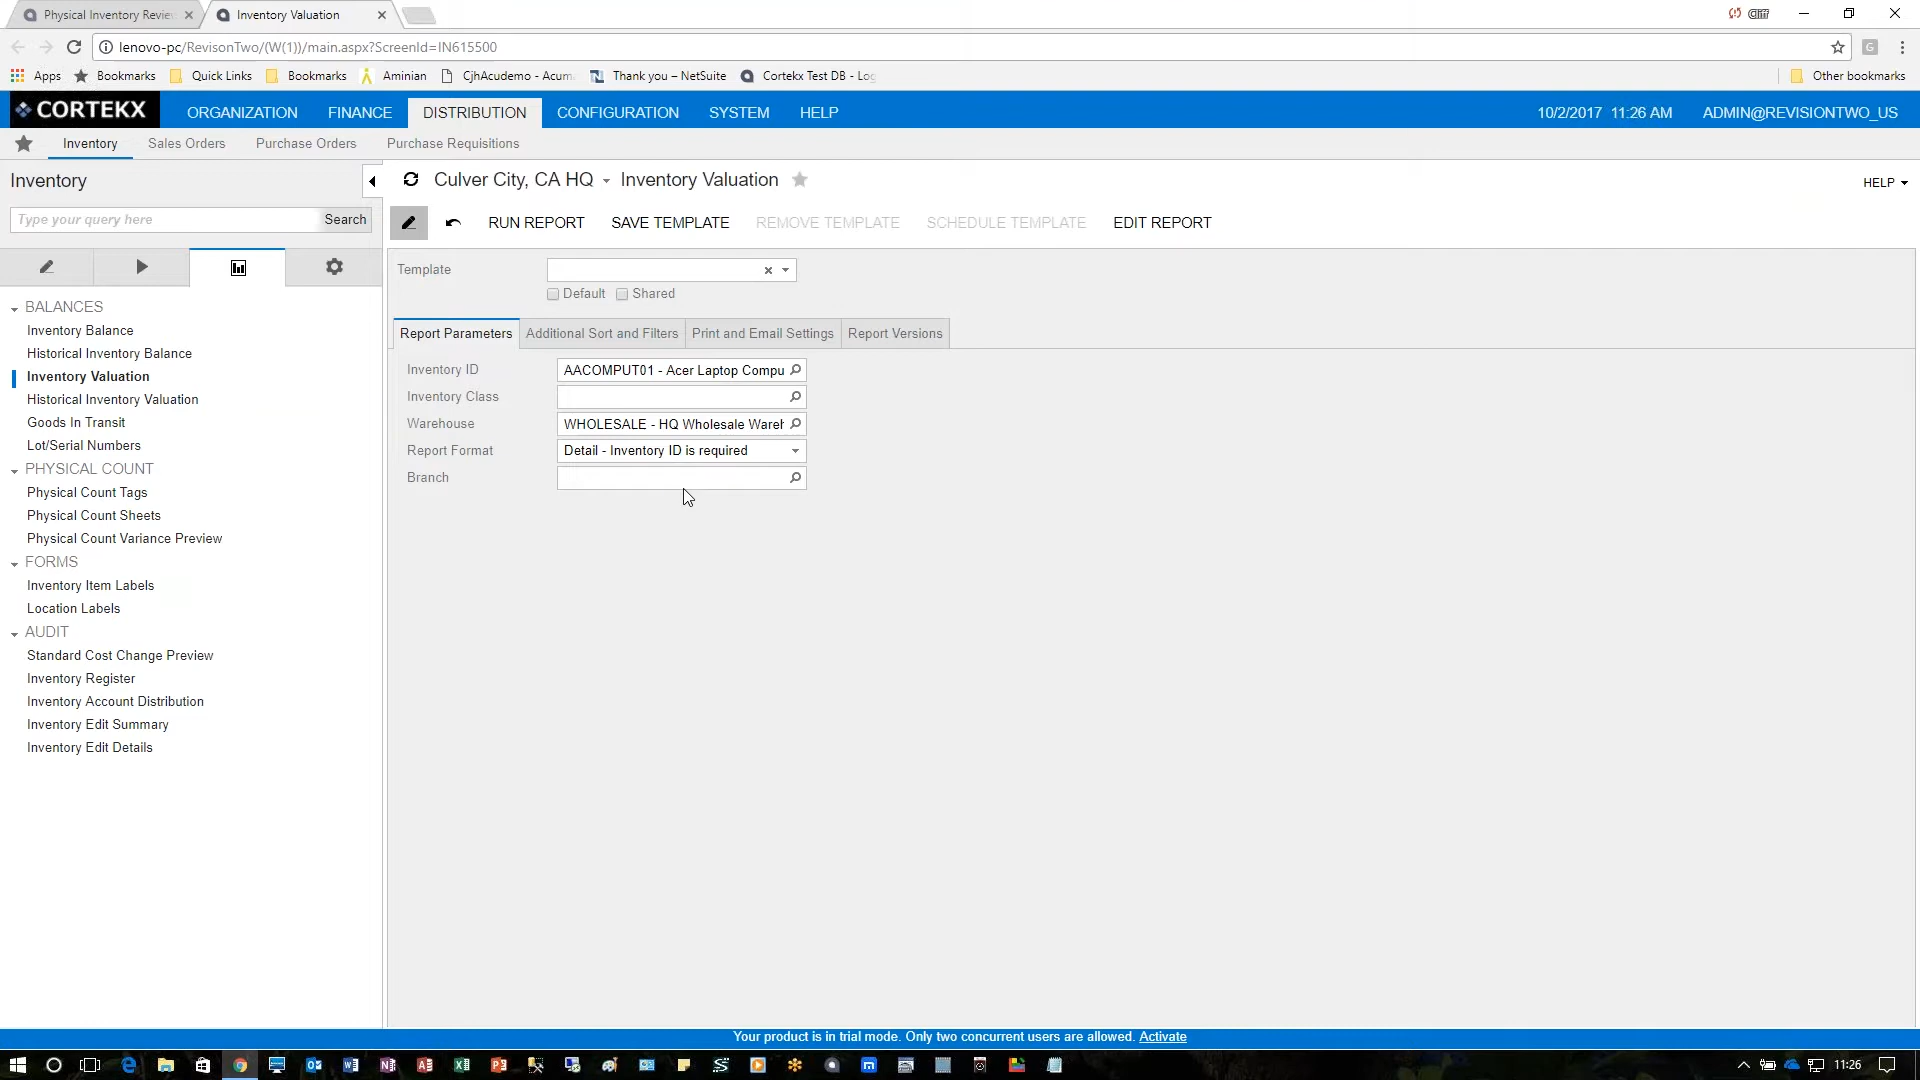 Physical Inventory Revie
Inventory Valuation
lenovo-pc/RevisonTwo/(W(1))/main.aspx?ScreenId=IN615500
Apps
Bookmarks
Quick Links
Bookmarks
Aminian
CjhAcudemo - Acum
Thank you – NetSuite
Cortekx Test DB - Log
Other bookmarks
CORTEKX
ORGANIZATION
FINANCE
DISTRIBUTION
CONFIGURATION
SYSTEM
HELP
10/2/2017 11:26 AM
ADMIN@REVISIONTWO_US
Inventory
Sales Orders
Purchase Orders
Purchase Requisitions
Inventory
Culver City, CA HQ
Inventory Valuation
HELP
Type your query here
Search
RUN REPORT
SAVE TEMPLATE
REMOVE TEMPLATE
SCHEDULE TEMPLATE
EDIT REPORT
Template
Default
Shared
Report Parameters
Additional Sort and Filters
Print and Email Settings
Report Versions
Inventory ID
AACOMPUT01 - Acer Laptop Compu
Inventory Class
Warehouse
WHOLESALE - HQ Wholesale Wareh
Report Format
Detail - Inventory ID is required
Branch
BALANCES
Inventory Balance
Historical Inventory Balance
Inventory Valuation
Historical Inventory Valuation
Goods In Transit
Lot/Serial Numbers
PHYSICAL COUNT
Physical Count Tags
Physical Count Sheets
Physical Count Variance Preview
FORMS
Inventory Item Labels
Location Labels
AUDIT
Standard Cost Change Preview
Inventory Register
Inventory Account Distribution
Inventory Edit Summary
Inventory Edit Details
Your product is in trial mode. Only two concurrent users are allowed. Activate
11:26